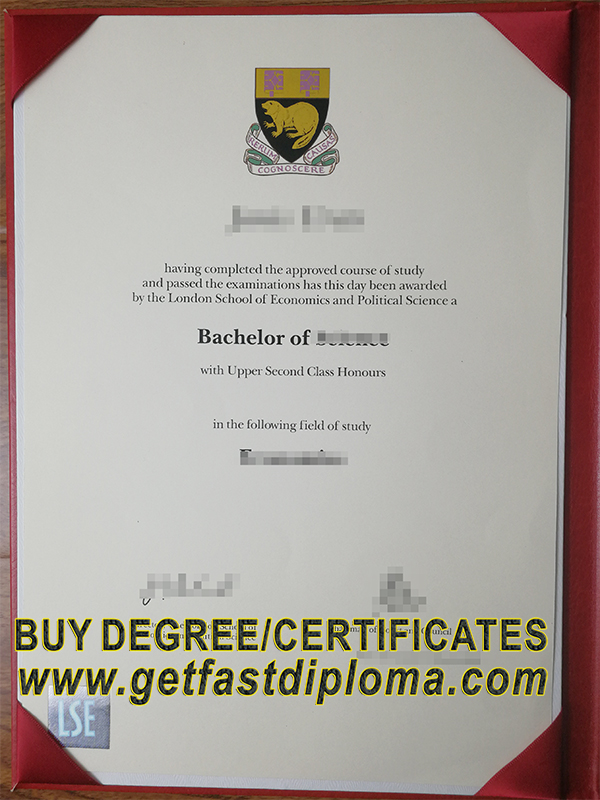 RERUM CAUSAS
COGNOSCERE
having completed the approved course of study
and passed the examinations has this day been awarded
by the London School of Economics and Political Science a
Bachelor of
with Upper Second Class Honours
in the following field of study
BUY DEGREE/CERTIFICATES
www.getfastdiploma.com
LSE